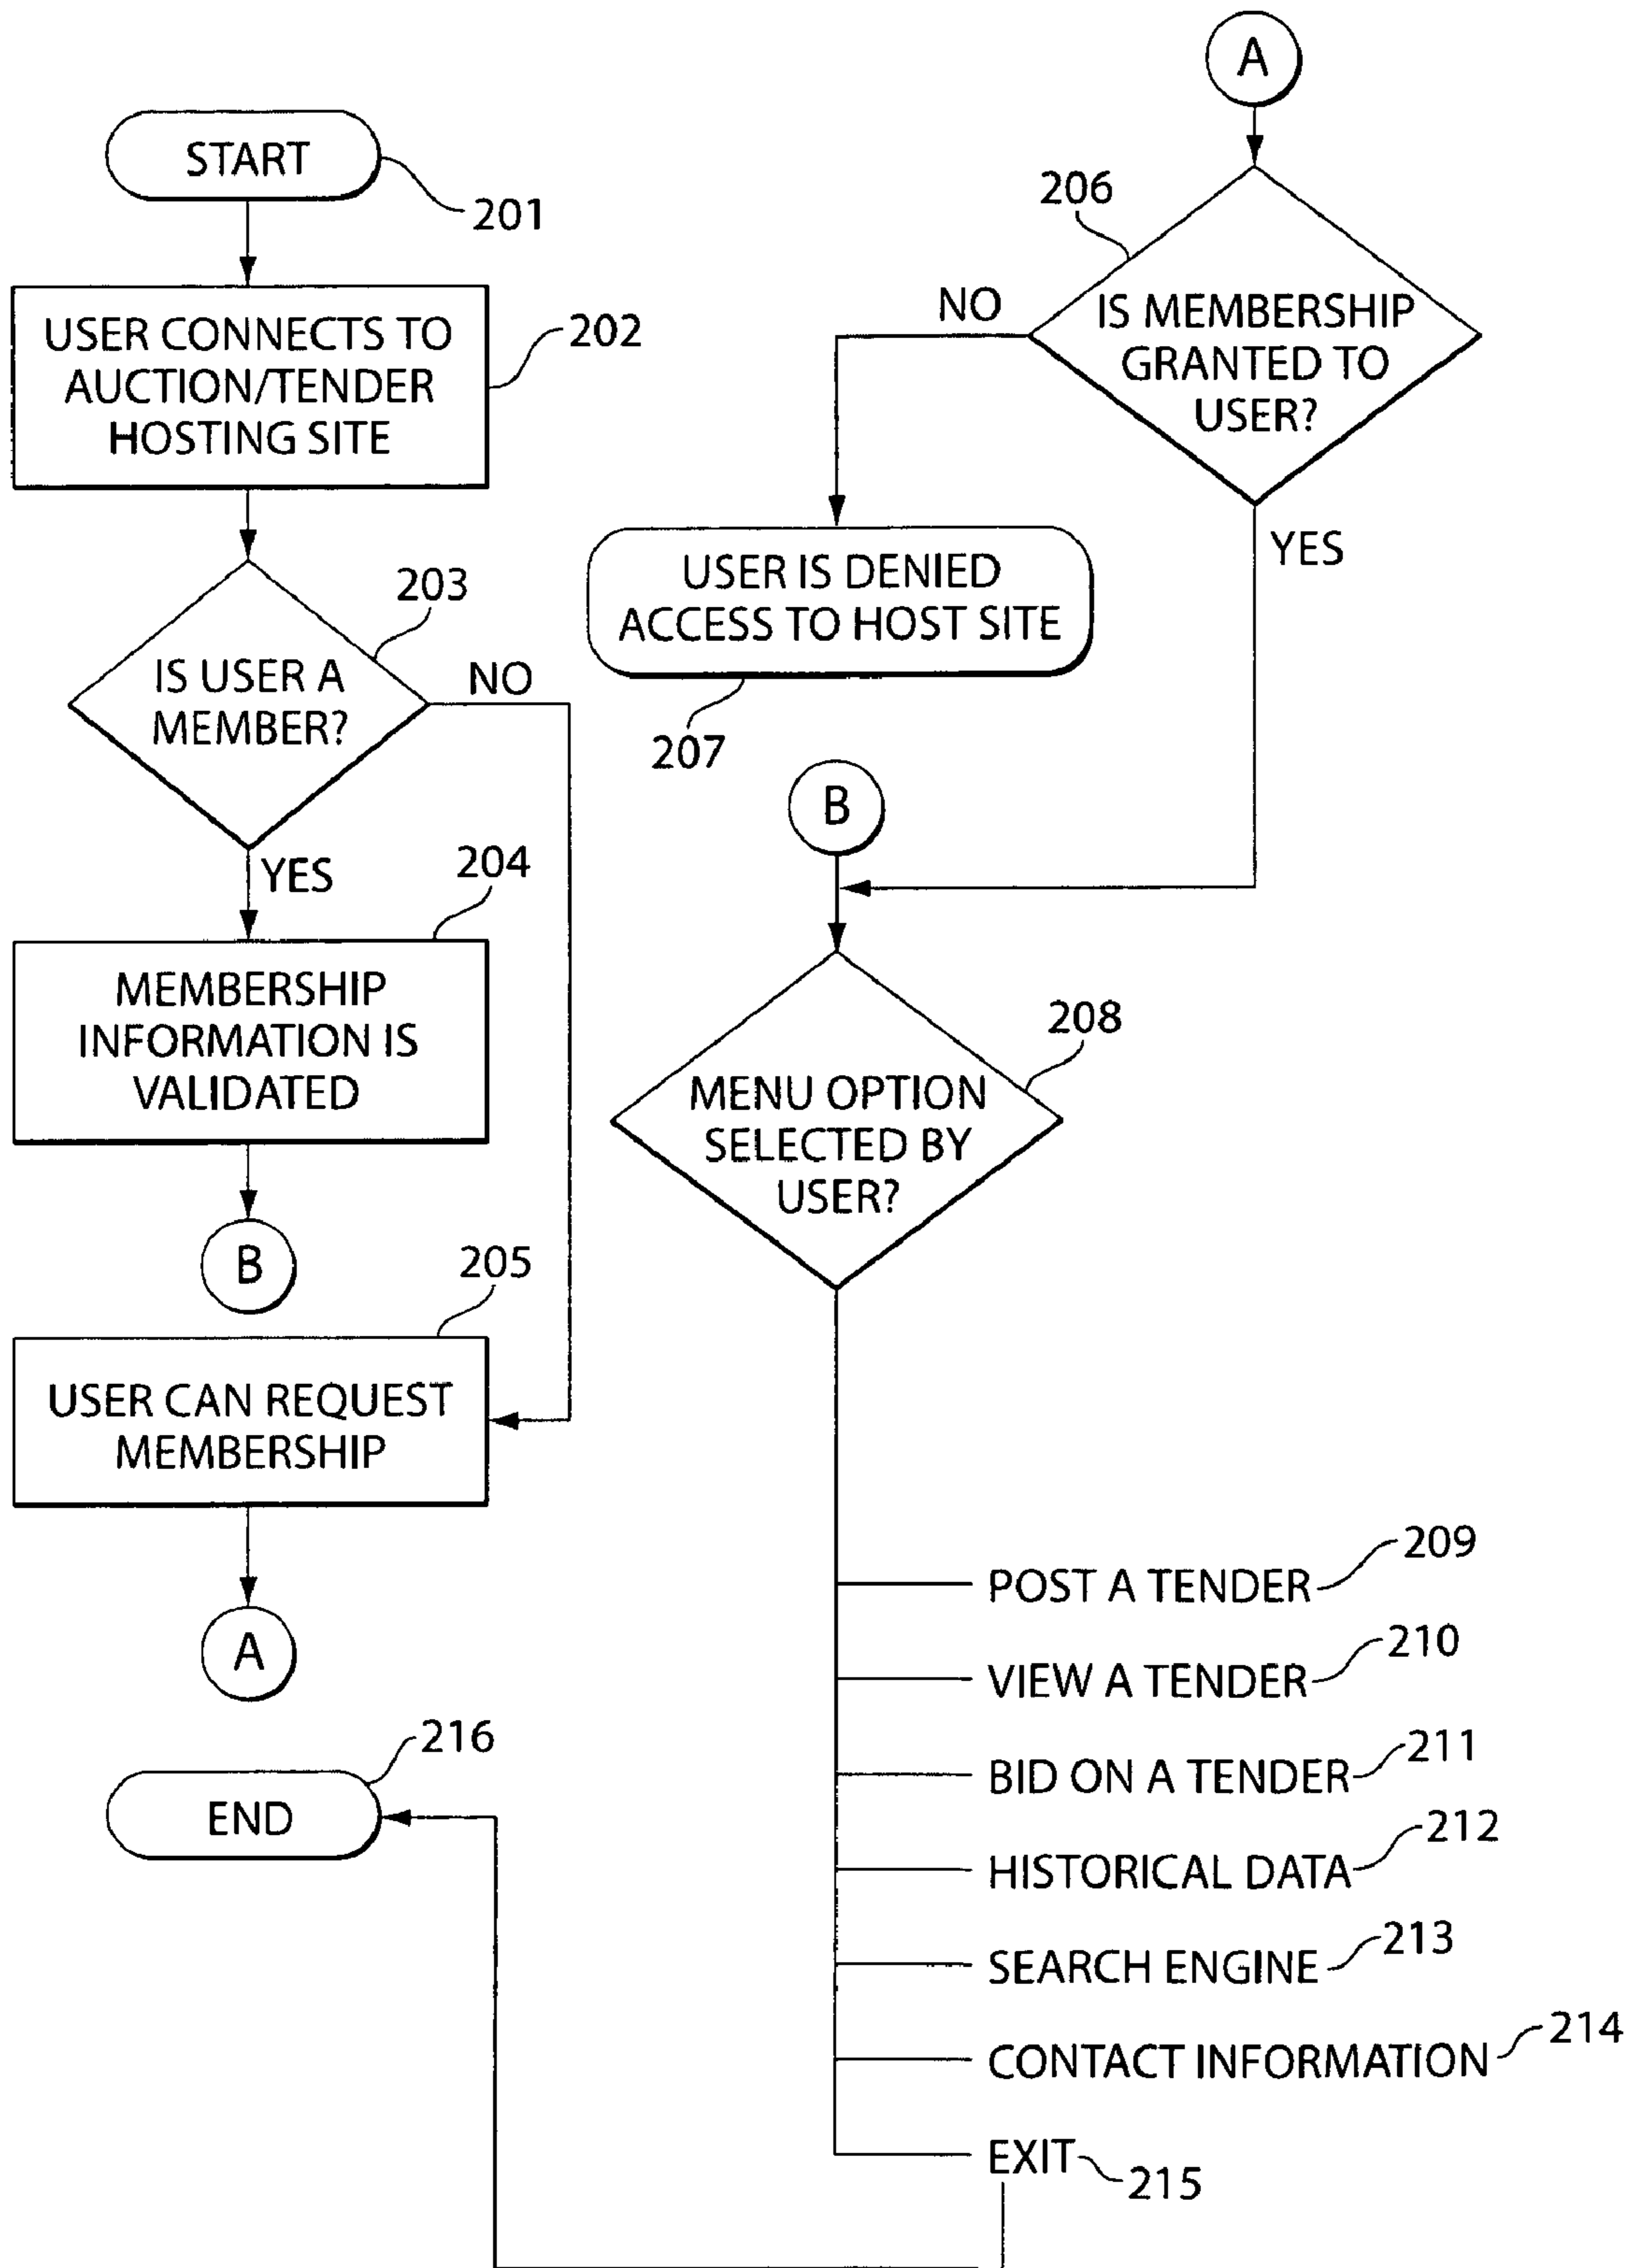 START
201
USER CONNECTS TO
AUCTION/TENDER
HOSTING SITE
202
203
IS USER A
MEMBER?
NO
YES
204
MEMBERSHIP
INFORMATION IS
VALIDATED
B
205
USER CAN REQUEST
MEMBERSHIP
A
216
END
A
206
IS MEMBERSHIP
GRANTED TO
USER?
NO
YES
USER IS DENIED
ACCESS TO HOST SITE
207
B
208
MENU OPTION
SELECTED BY
USER?
POST A TENDER 209
VIEW A TENDER 210
BID ON A TENDER 211
HISTORICAL DATA 212
SEARCH ENGINE 213
CONTACT INFORMATION 214
EXIT 215